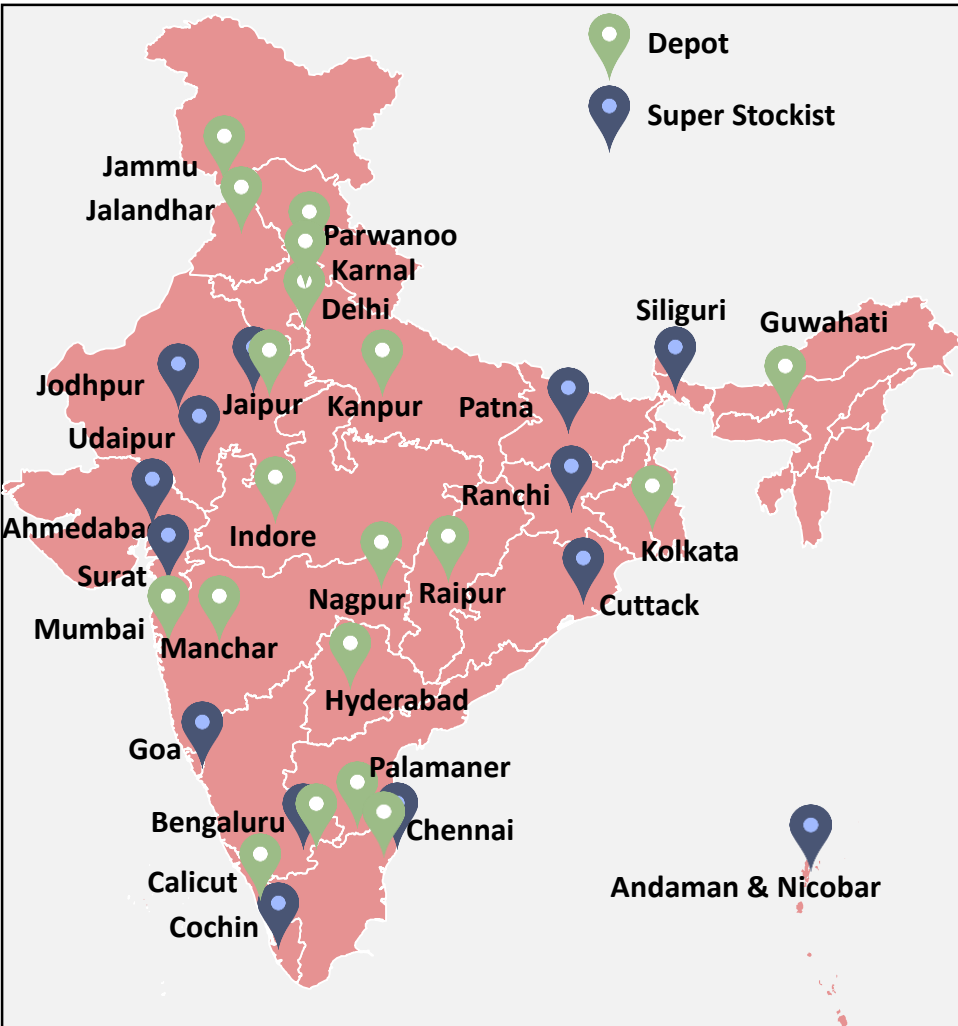 Depot
Super Stockist
Jammu
Jalandhar
Parwanoo
Karnal
Delhi
Siliguri
Guwahati
Jodhpur
Jaipur
Kanpur
Patna
Udaipur
Ranchi
Ahmedaba
Indore
Kolkata
Surat
Nagpur
Raipur
Cuttack
Mumbai
Manchar
Hyderabad
Goa
Palamaner
Bengaluru
Chennai
Calicut
Andaman & Nicobar
Cochin